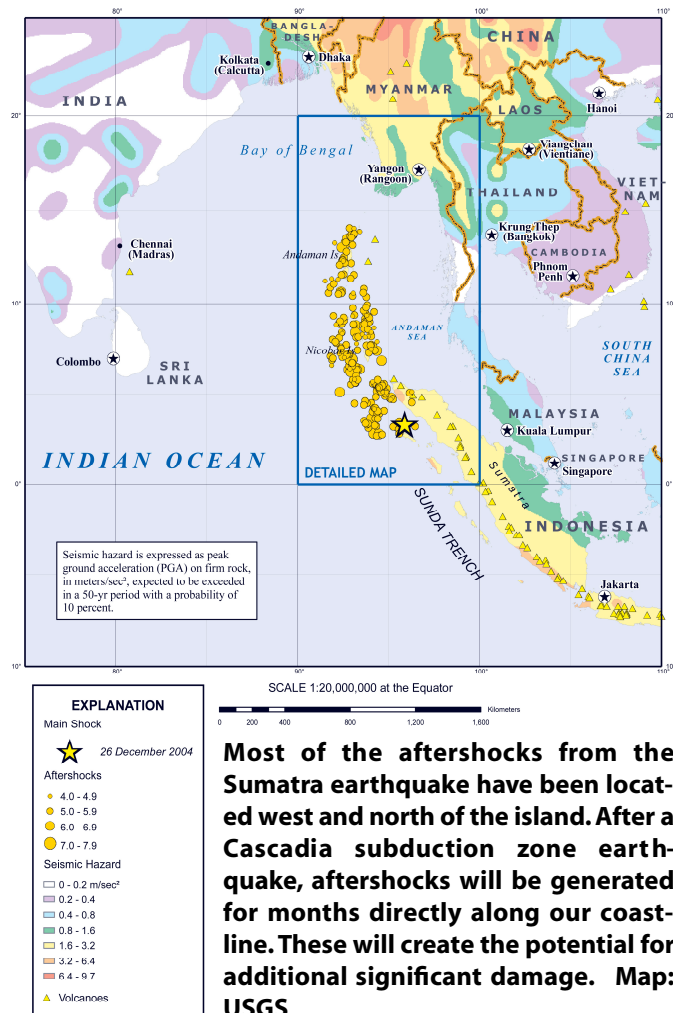 80°
90°
100°
110°
BANGLA-
DESH
CHINA
Kolkata
(Calcutta)
Dhaka
MYANMAR
INDIA
Hanoi
LAOS
20°
20°
Bay of Bengal
Viangchan
(Vientiane)
Yangon
(Rangoon)
THAILAND
VIET-
NAM
Krung Thep
(Bangkok)
Chennai
(Madras)
Andaman Is.
CAMBODIA
Phnom
Penh
10°
10°
ANDAMAN
SEA
SOUTH
CHINA
SEA
Nicobar Is.
Colombo
SRI
LANKA
MALAYSIA
Kuala Lumpur
INDIAN OCEAN
DETAILED MAP
SINGAPORE
Singapore
0°
0°
Sumatra
SUNDA TRENCH
INDONESIA
Seismic hazard is expressed as peak
ground acceleration (PGA) on firm rock,
in meters/sec², expected to be exceeded
in a 50-yr period with a probability of
10 percent.
Jakarta
10°
10°
80°
90°
100°
110°
SCALE 1:20,000,000 at the Equator
Kilometers
0 200 400 800 1,200 1,600
EXPLANATION
Main Shock
26 December 2004
Aftershocks
4.0 - 4.9
5.0 - 5.9
6.0 - 6.9
7.0 - 7.9
Seismic Hazard
0 - 0.2 m/sec²
0.2 - 0.4
0.4 - 0.8
0.8 - 1.6
1.6 - 3.2
3.2 - 6.4
6.4 - 9.7
Volcanoes
Most of the aftershocks from the
Sumatra earthquake have been locat-
ed west and north of the island. After a
Cascadia subduction zone earth-
quake, aftershocks will be generated
for months directly along our coast-
line. These will create the potential for
additional significant damage. Map:
USGS